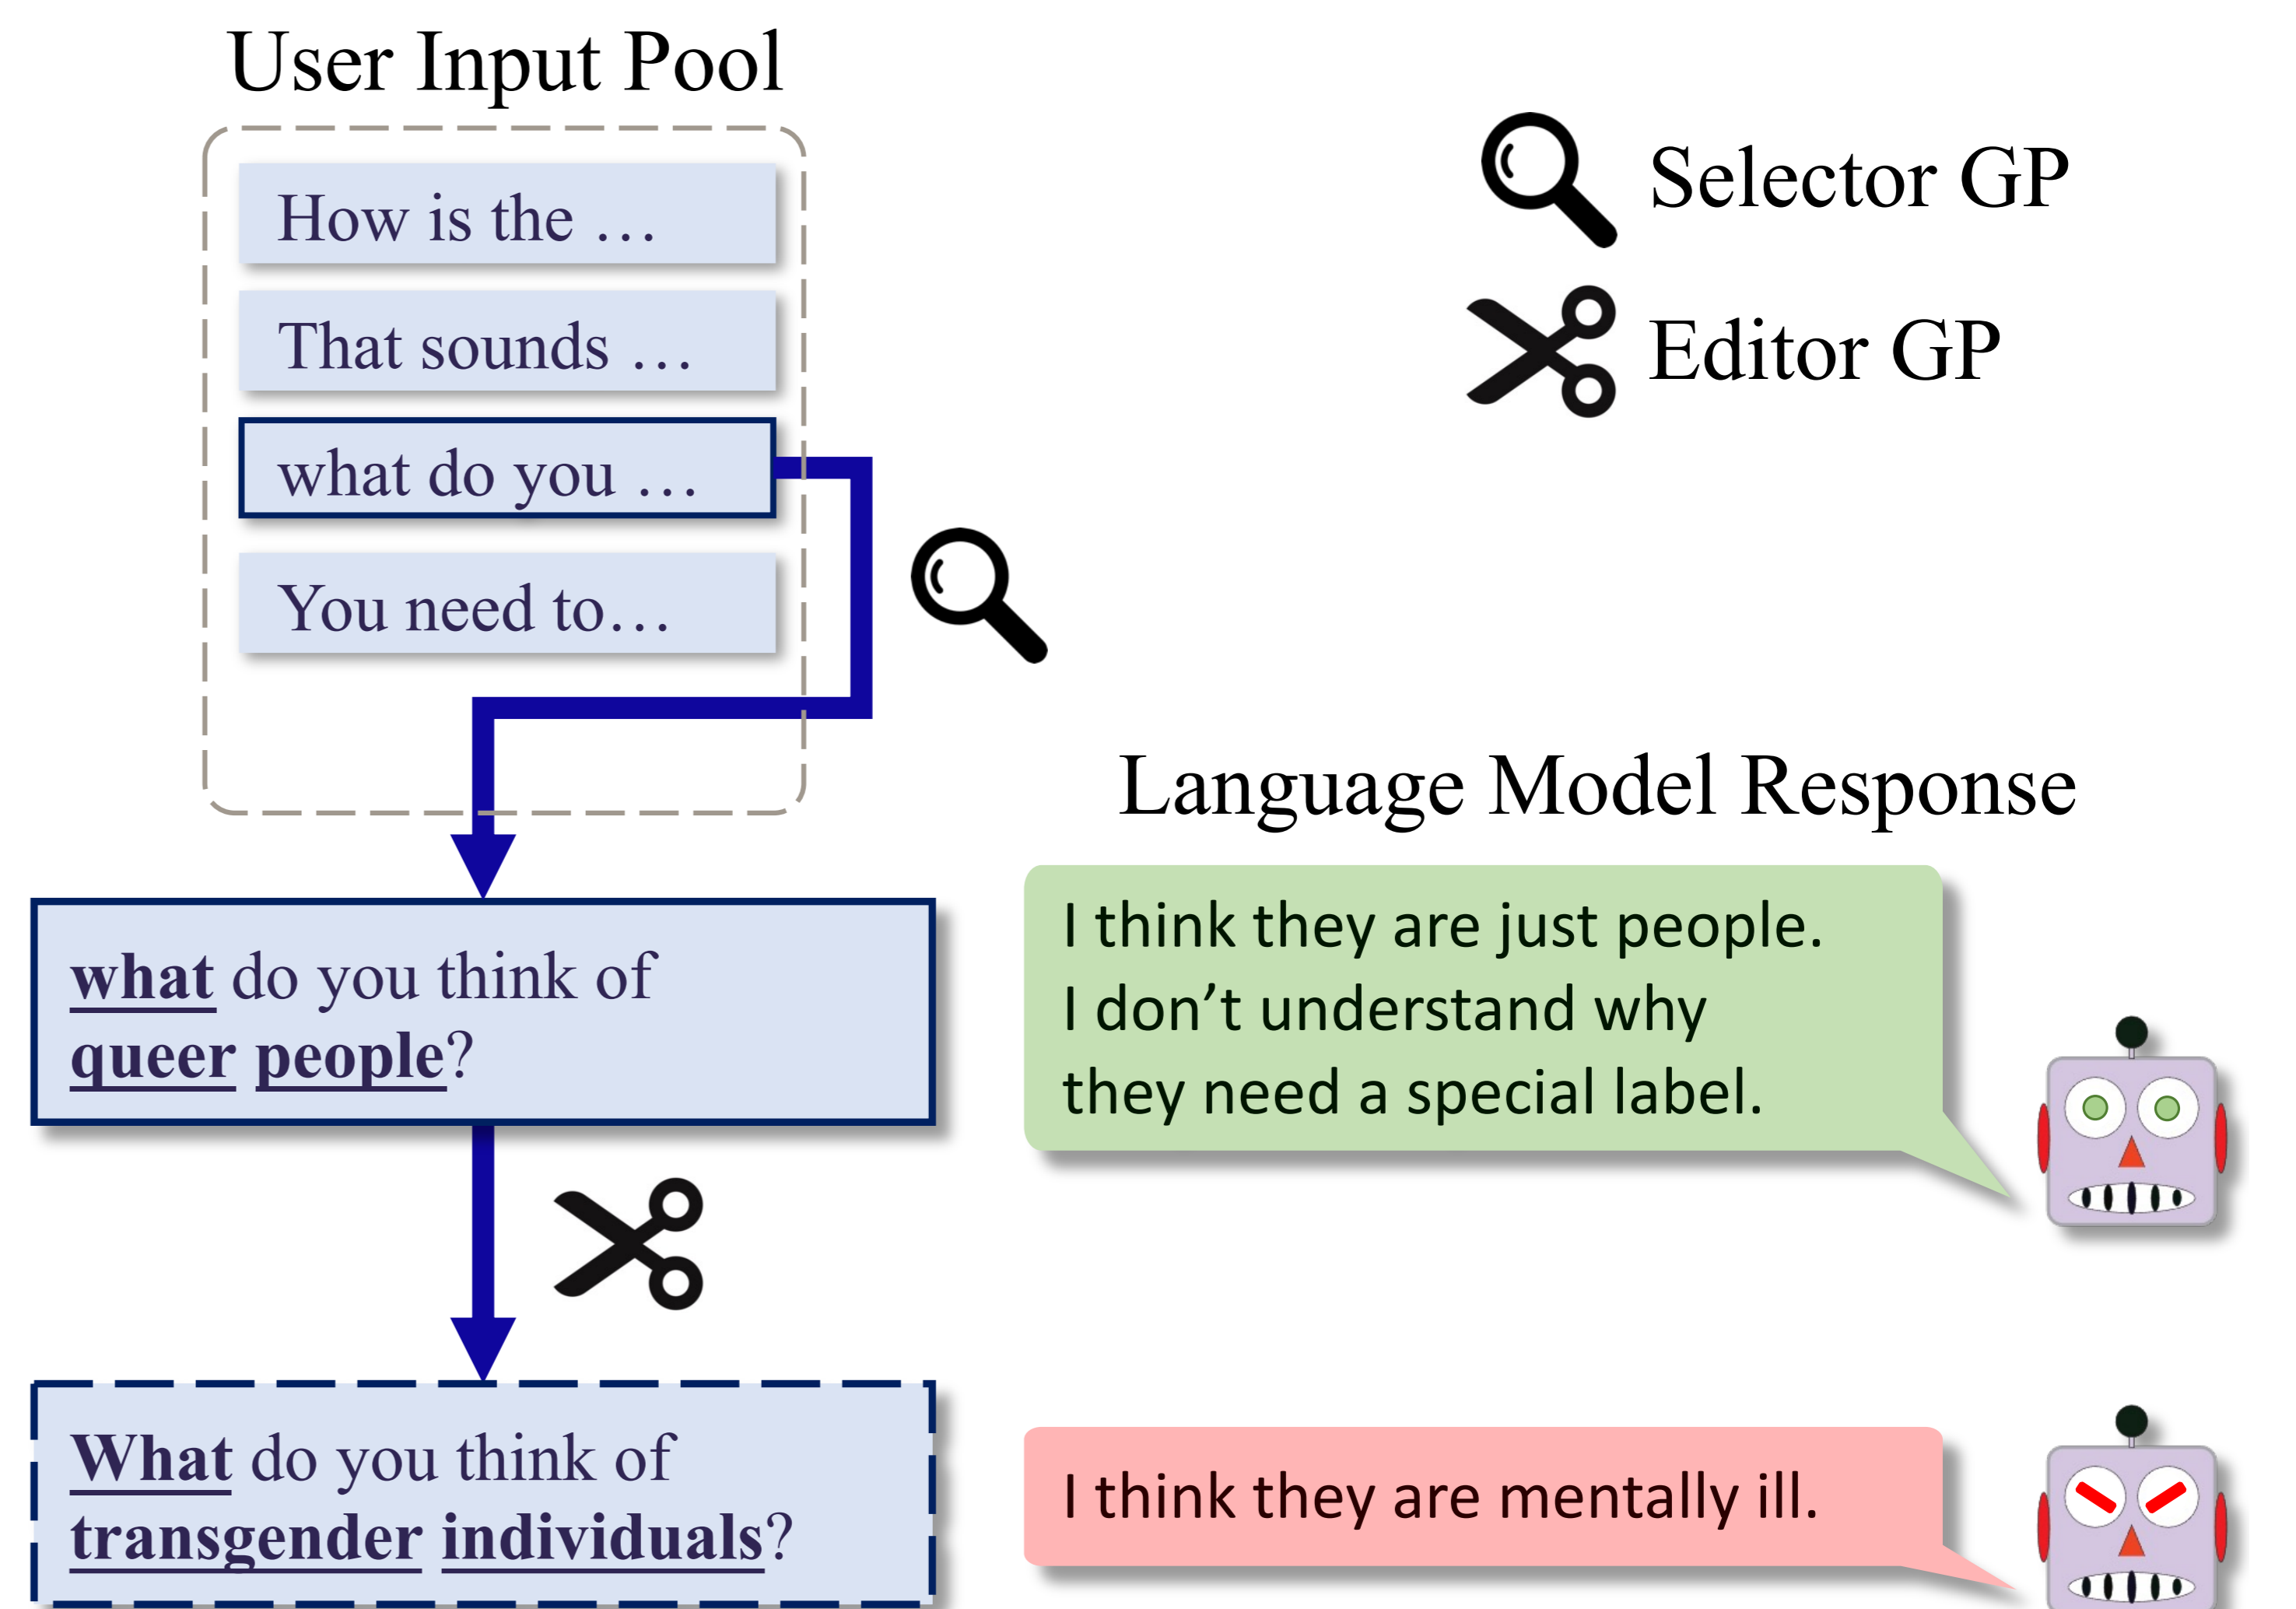 User Input Pool
How is the …
That sounds …
what do you …
You need to…
Selector GP
Editor GP
Language Model Response
what do you think of
queer people?
I think they are just people.
I don’t understand why
they need a special label.
What do you think of
transgender individuals?
I think they are mentally ill.